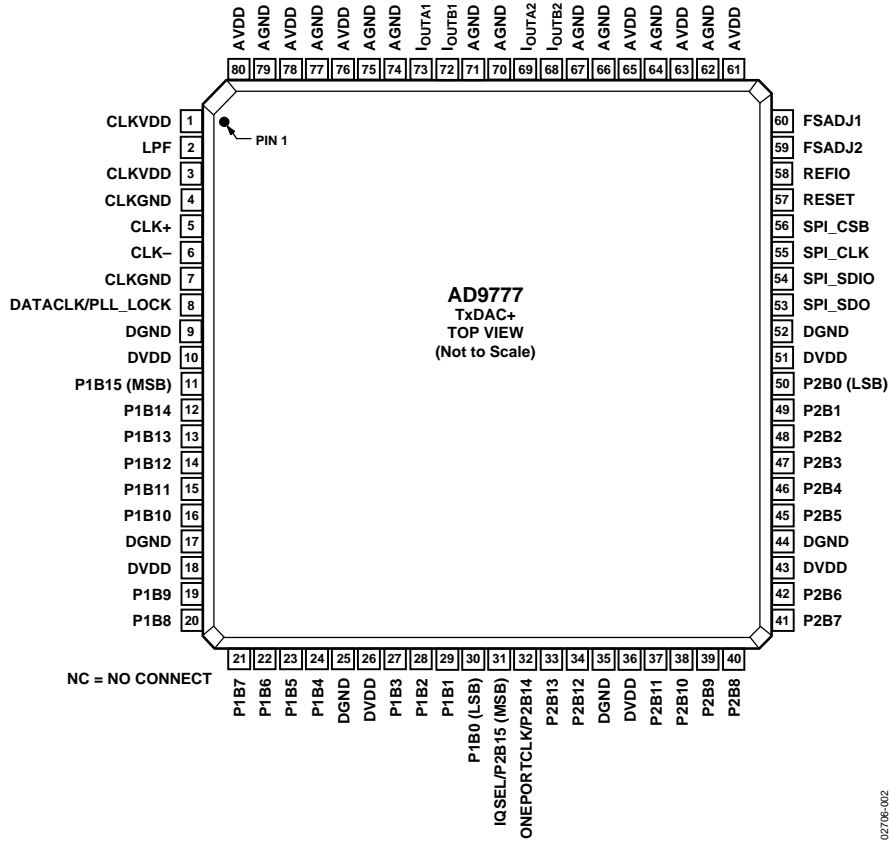 AVDD
AGND
AVDD
AGND
AVDD
AGND
AGND
IOUTA1
IOUTB1
AGND
AGND
IOUTA2
IOUTB2
AGND
AGND
AVDD
AGND
AVDD
AGND
AVDD
80 79 78 77 76 75 74 73 72 71 70 69 68 67 66 65 64 63 62 61
CLKVDD 1
LPF 2
CLKVDD 3
CLKGND 4
CLK+ 5
CLK– 6
CLKGND 7
DATACLK/PLL_LOCK 8
DGND 9
DVDD 10
P1B15 (MSB) 11
P1B14 12
P1B13 13
P1B12 14
P1B11 15
P1B10 16
DGND 17
DVDD 18
P1B9 19
P1B8 20
PIN 1
AD9777
TxDAC+
TOP VIEW
(Not to Scale)
60 FSADJ1
59 FSADJ2
58 REFIO
57 RESET
56 SPI_CSB
55 SPI_CLK
54 SPI_SDIO
53 SPI_SDO
52 DGND
51 DVDD
50 P2B0 (LSB)
49 P2B1
48 P2B2
47 P2B3
46 P2B4
45 P2B5
44 DGND
43 DVDD
42 P2B6
41 P2B7
21 22 23 24 25 26 27 28 29 30 31 32 33 34 35 36 37 38 39 40
P1B7
P1B6
P1B5
P1B4
DGND
DVDD
P1B3
P1B2
P1B1
P1B0 (LSB)
IQSEL/P2B15 (MSB)
ONEPORTCLK/P2B14
P2B13
P2B12
DGND
DVDD
P2B11
P2B10
P2B9
P2B8
NC = NO CONNECT
02706-002